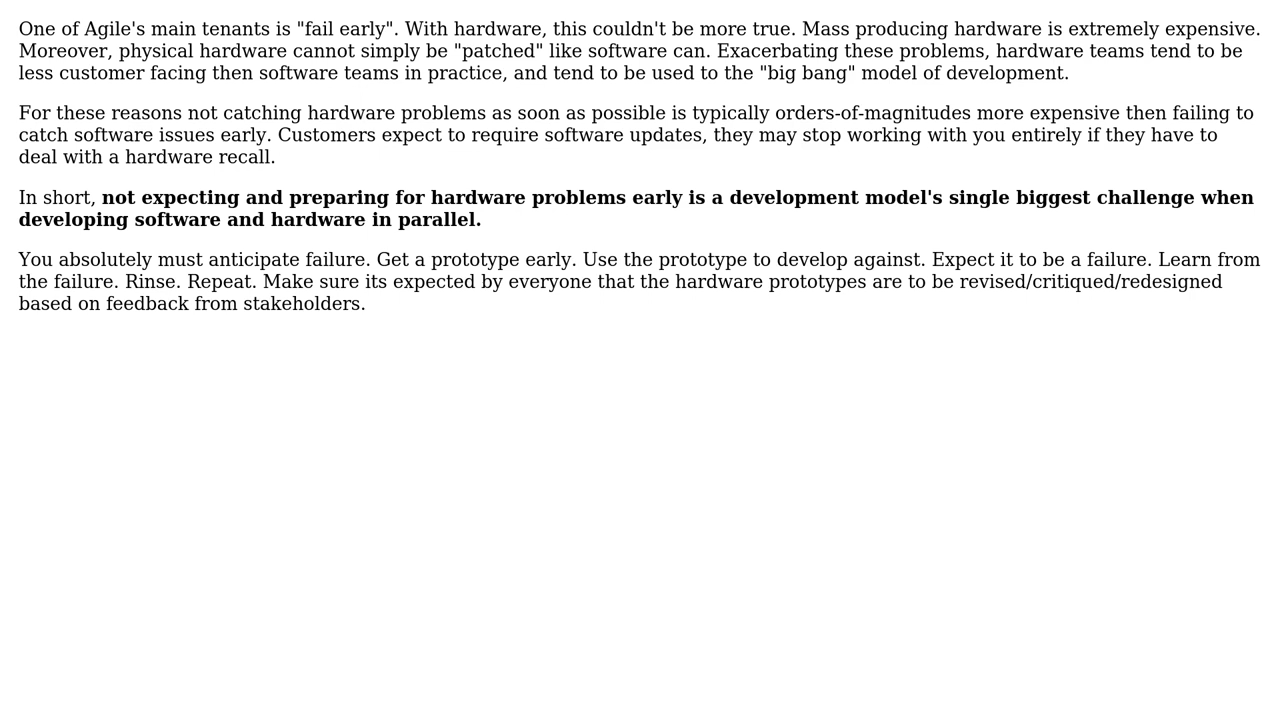 One of Agile's main tenants is "fail early". With hardware, this couldn't be more true. Mass producing hardware is extremely expensive.
Moreover, physical hardware cannot simply be "patched" like software can. Exacerbating these problems, hardware teams tend to be
less customer facing then software teams in practice, and tend to be used to the "big bang" model of development.
For these reasons not catching hardware problems as soon as possible is typically orders-of-magnitudes more expensive then failing to
catch software issues early. Customers expect to require software updates, they may stop working with you entirely if they have to
deal with a hardware recall.
In short, not expecting and preparing for hardware problems early is a development model's single biggest challenge when
developing software and hardware in parallel.
You absolutely must anticipate failure. Get a prototype early. Use the prototype to develop against. Expect it to be a failure. Learn from
the failure. Rinse. Repeat. Make sure its expected by everyone that the hardware prototypes are to be revised/critiqued/redesigned
based on feedback from stakeholders.